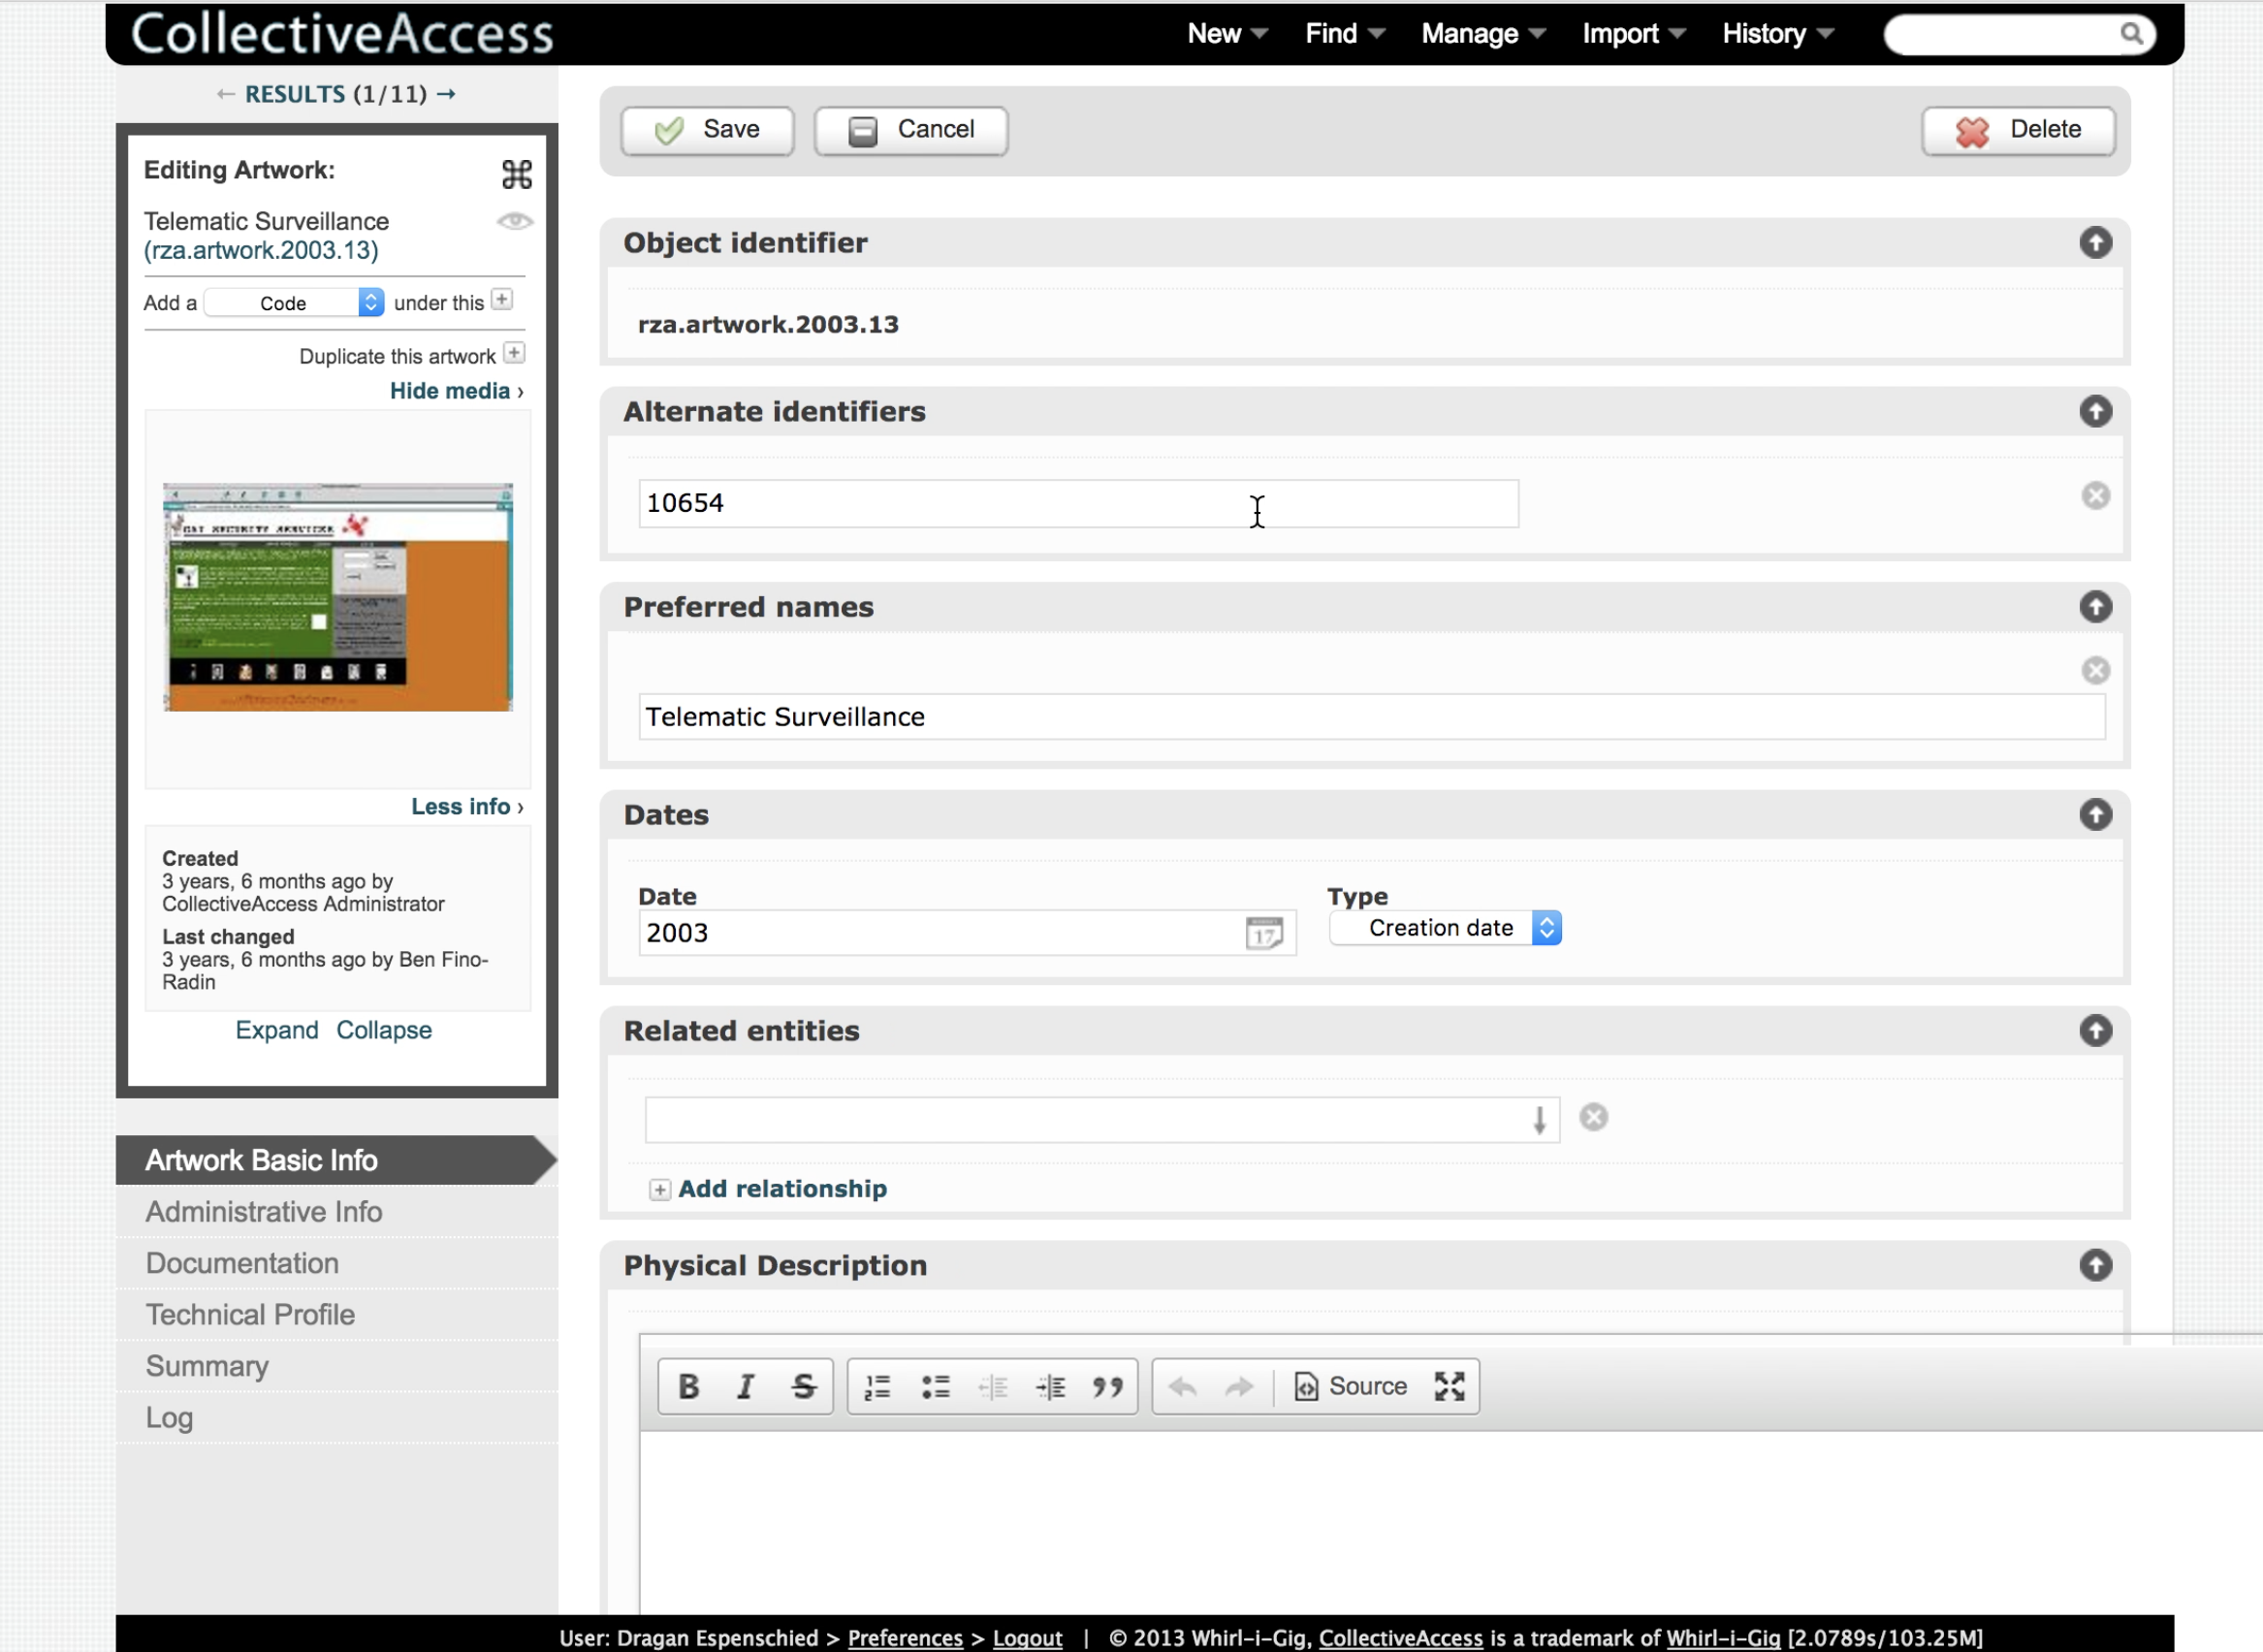 CollectiveAccess
New
Find
Manage
Import
History
← RESULTS (1/11) →
Editing Artwork:
Telematic Surveillance
(rza.artwork.2003.13)
Add a Code under this
Duplicate this artwork
Hide media ›
Less info ›
Created
3 years, 6 months ago by
CollectiveAccess Administrator
Last changed
3 years, 6 months ago by Ben Fino-
Radin
Expand Collapse
Artwork Basic Info
Administrative Info
Documentation
Technical Profile
Summary
Log
Save
Cancel
Delete
Object identifier
rza.artwork.2003.13
Alternate identifiers
10654
Preferred names
Telematic Surveillance
Dates
Date
Type
2003
17
Creation date
Related entities
Add relationship
Physical Description
B I S
Source
User: Dragan Espenschied > Preferences > Logout | © 2013 Whirl-i-Gig, CollectiveAccess is a trademark of Whirl-i-Gig [2.0789s/103.25M]